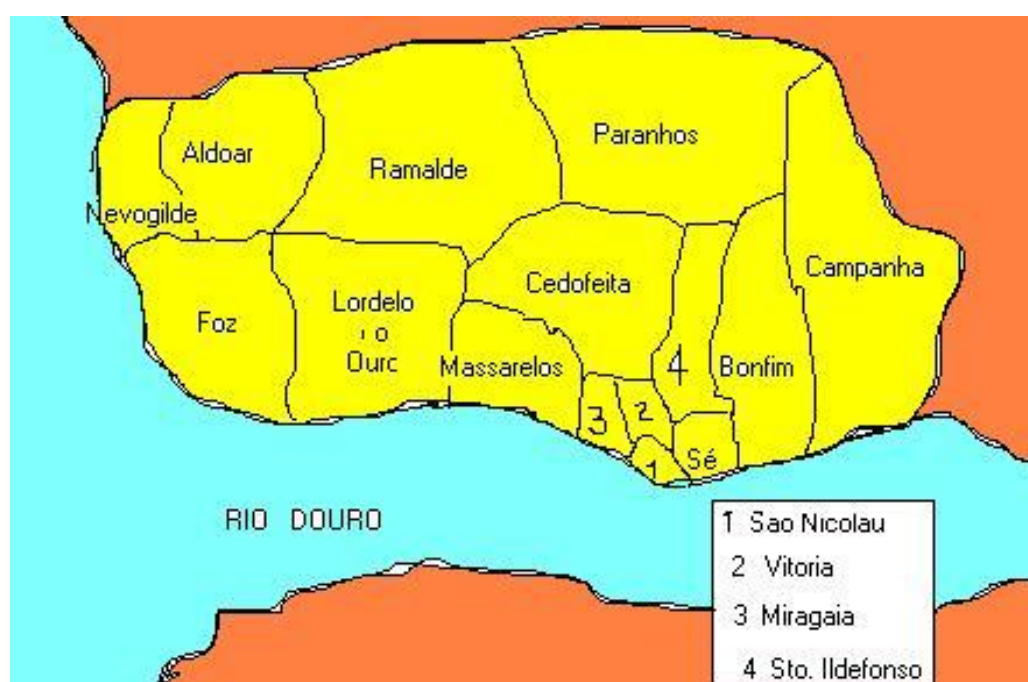 Paranhos
Aldoar
Ramalde
Nevogilde
Campanha
Cedofeita
Lordelo
Foz
Ourc
Massarelos
4
Bonfim
3
2
1
Sé
RIO DOURO
1 Sao Nicolau
2 Vitoria
3 Miragaia
4 Sto. Ildefonso